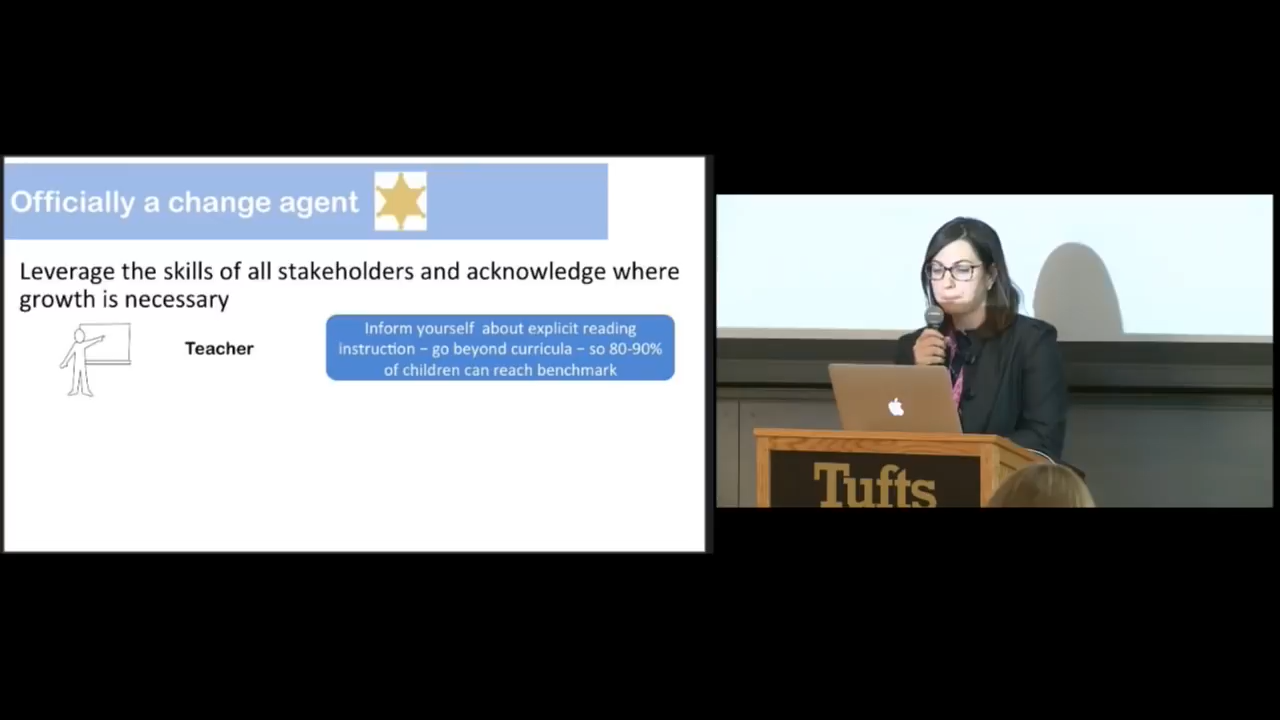 Officially a change agent
Leverage the skills of all stakeholders and acknowledge where
growth is necessary
Teacher
Inform yourself about explicit reading
instruction – go beyond curricula – so 80-90%
of children can reach benchmark
Tufts